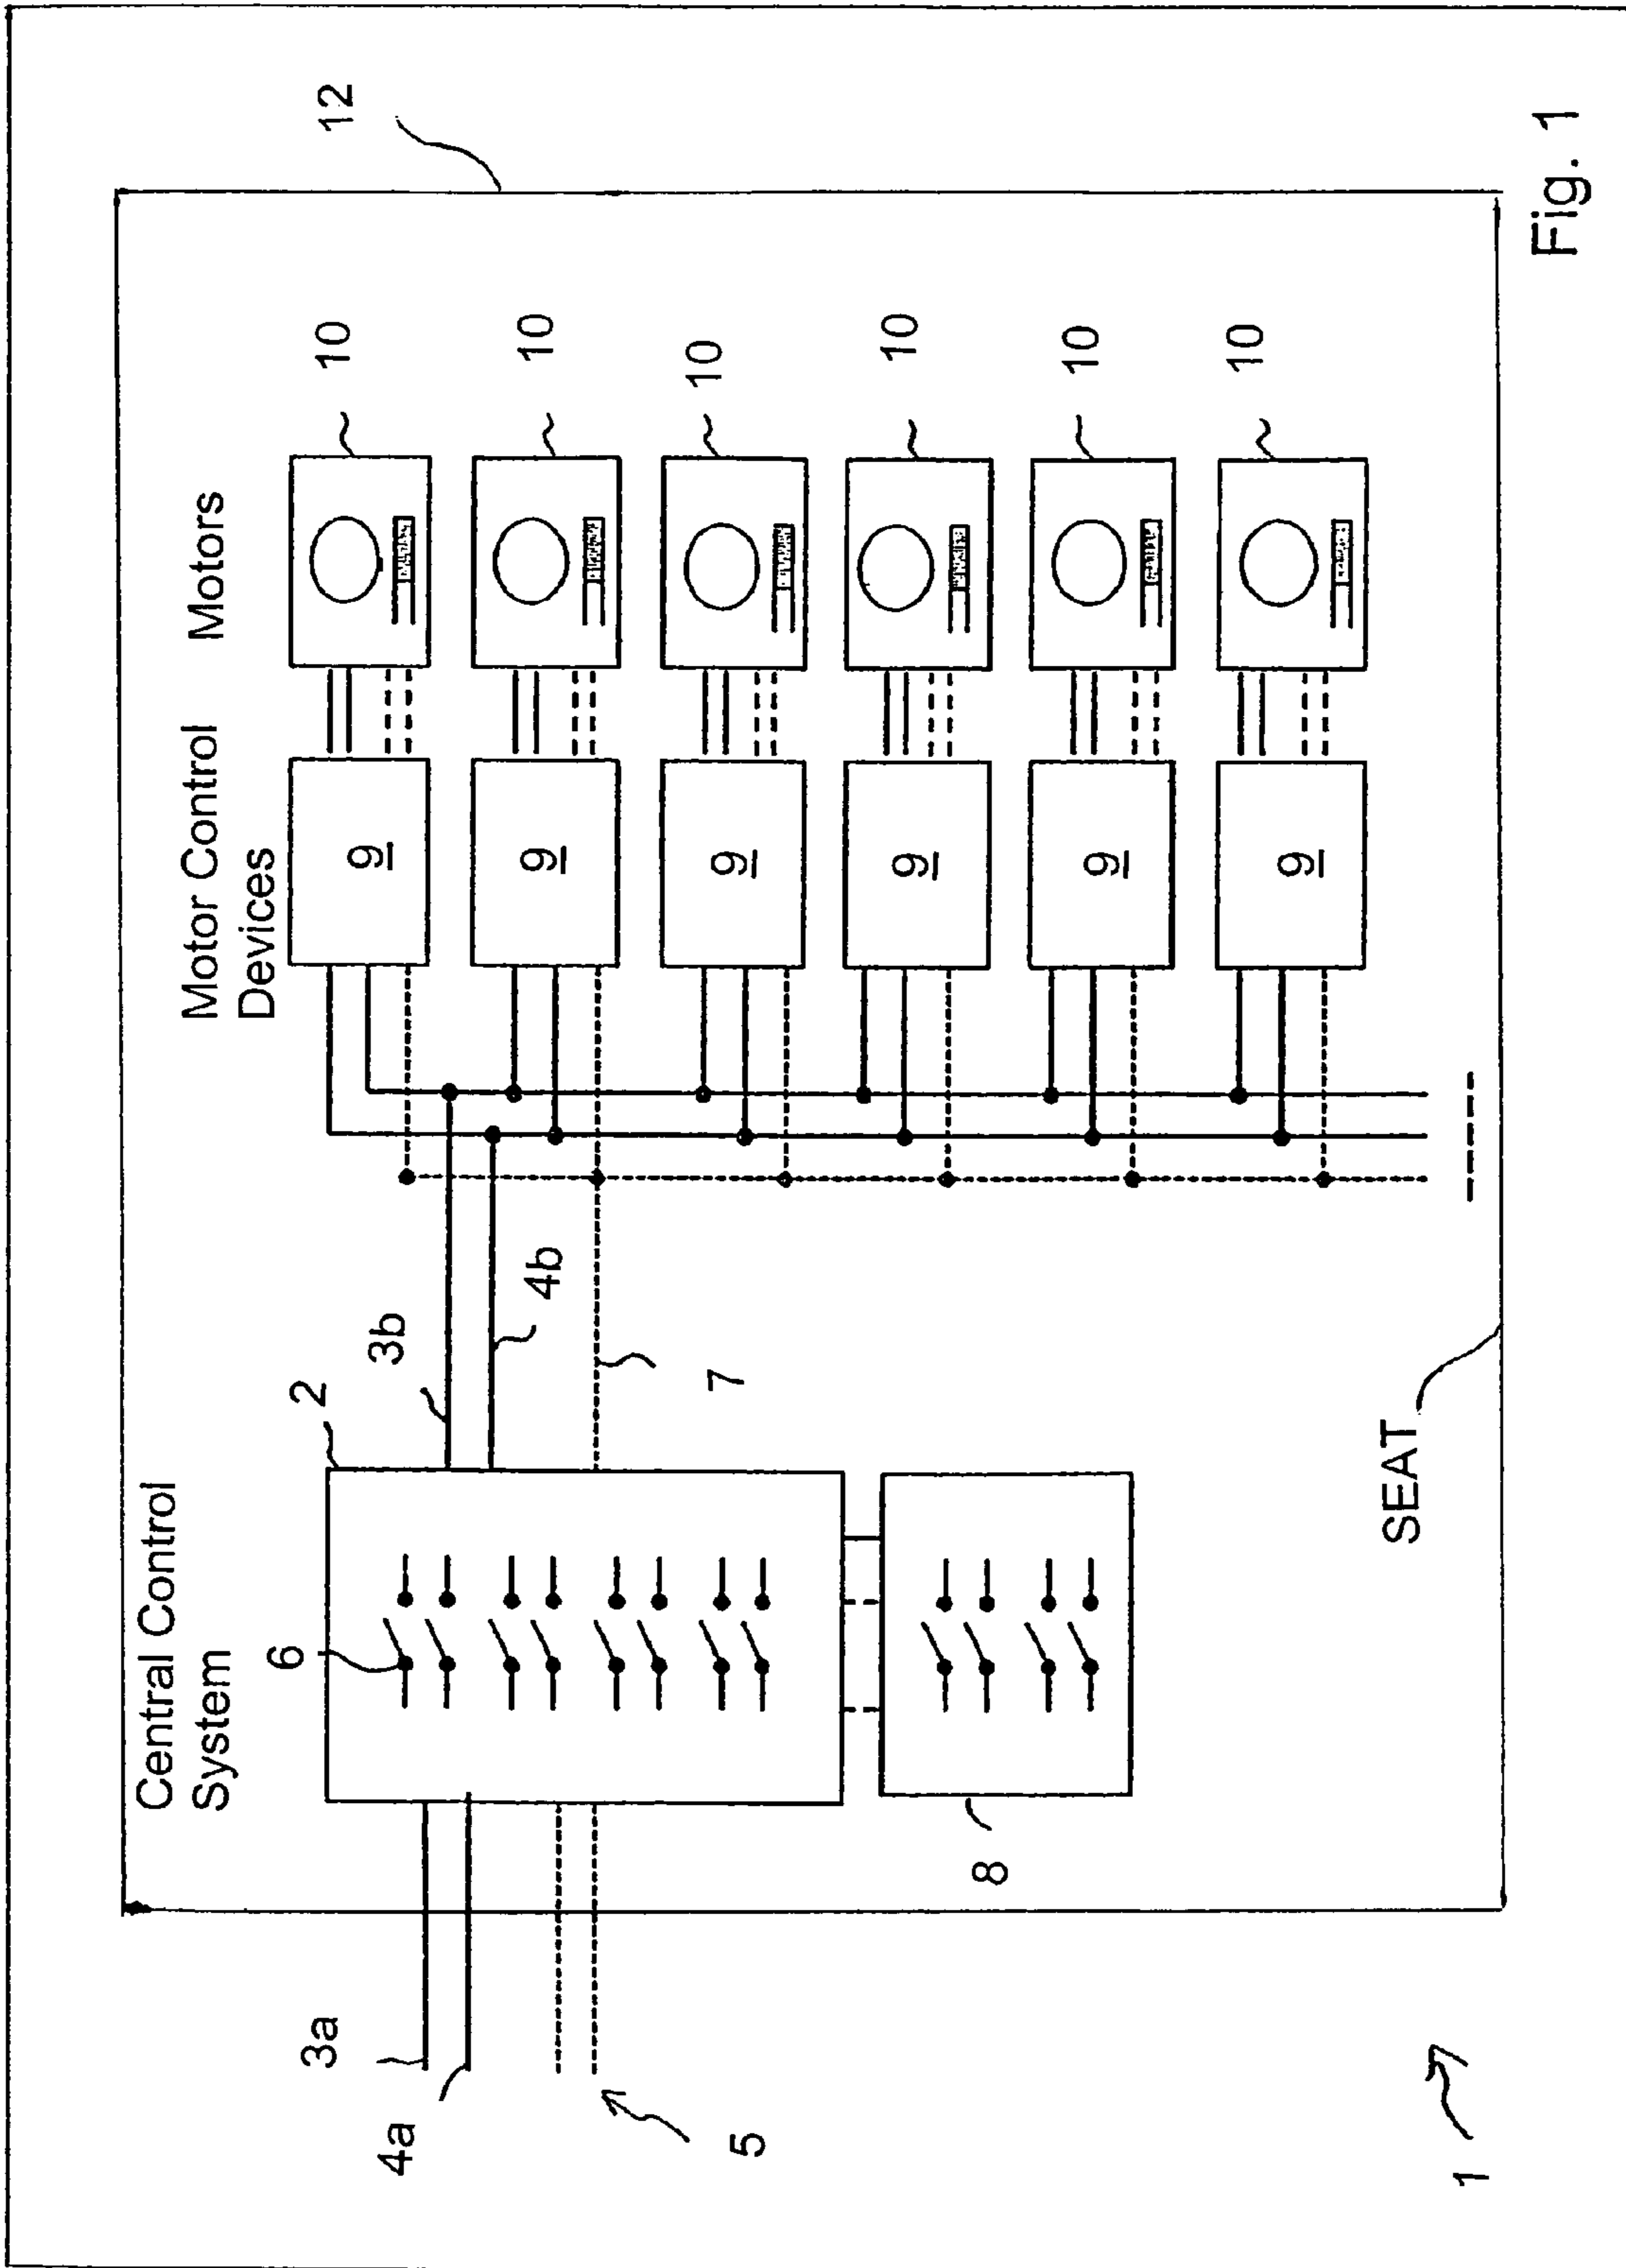 Central Control
System
Motor Control
Devices
Motors
12
2
3b
4b
7
6
3a
4a
5
8
9
9
9
9
9
9
10
10
10
10
10
10
SEAT
1
Fig. 1